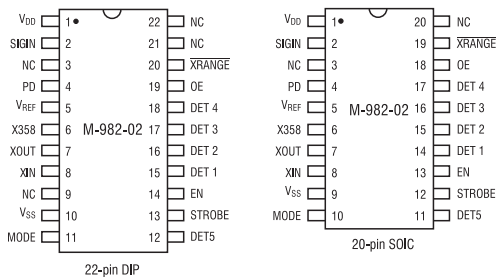 VDD 1 22 NC
SIGIN 2 21 NC
NC 3 20 XRANGE
PD 4 19 OE
VREF 5 18 DET 4
X358 6 M-982-02 17 DET 3
XOUT 7 16 DET 2
XIN 8 15 DET 1
NC 9 14 EN
VSS 10 13 STROBE
MODE 11 12 DET5
22-pin DIP
VDD 1 20 NC
SIGIN 2 19 XRANGE
NC 3 18 OE
PD 4 17 DET 4
VREF 5 M-982-02 16 DET 3
X358 6 15 DET 2
XOUT 7 14 DET 1
XIN 8 13 EN
VSS 9 12 STROBE
MODE 10 11 DET5
20-pin SOIC